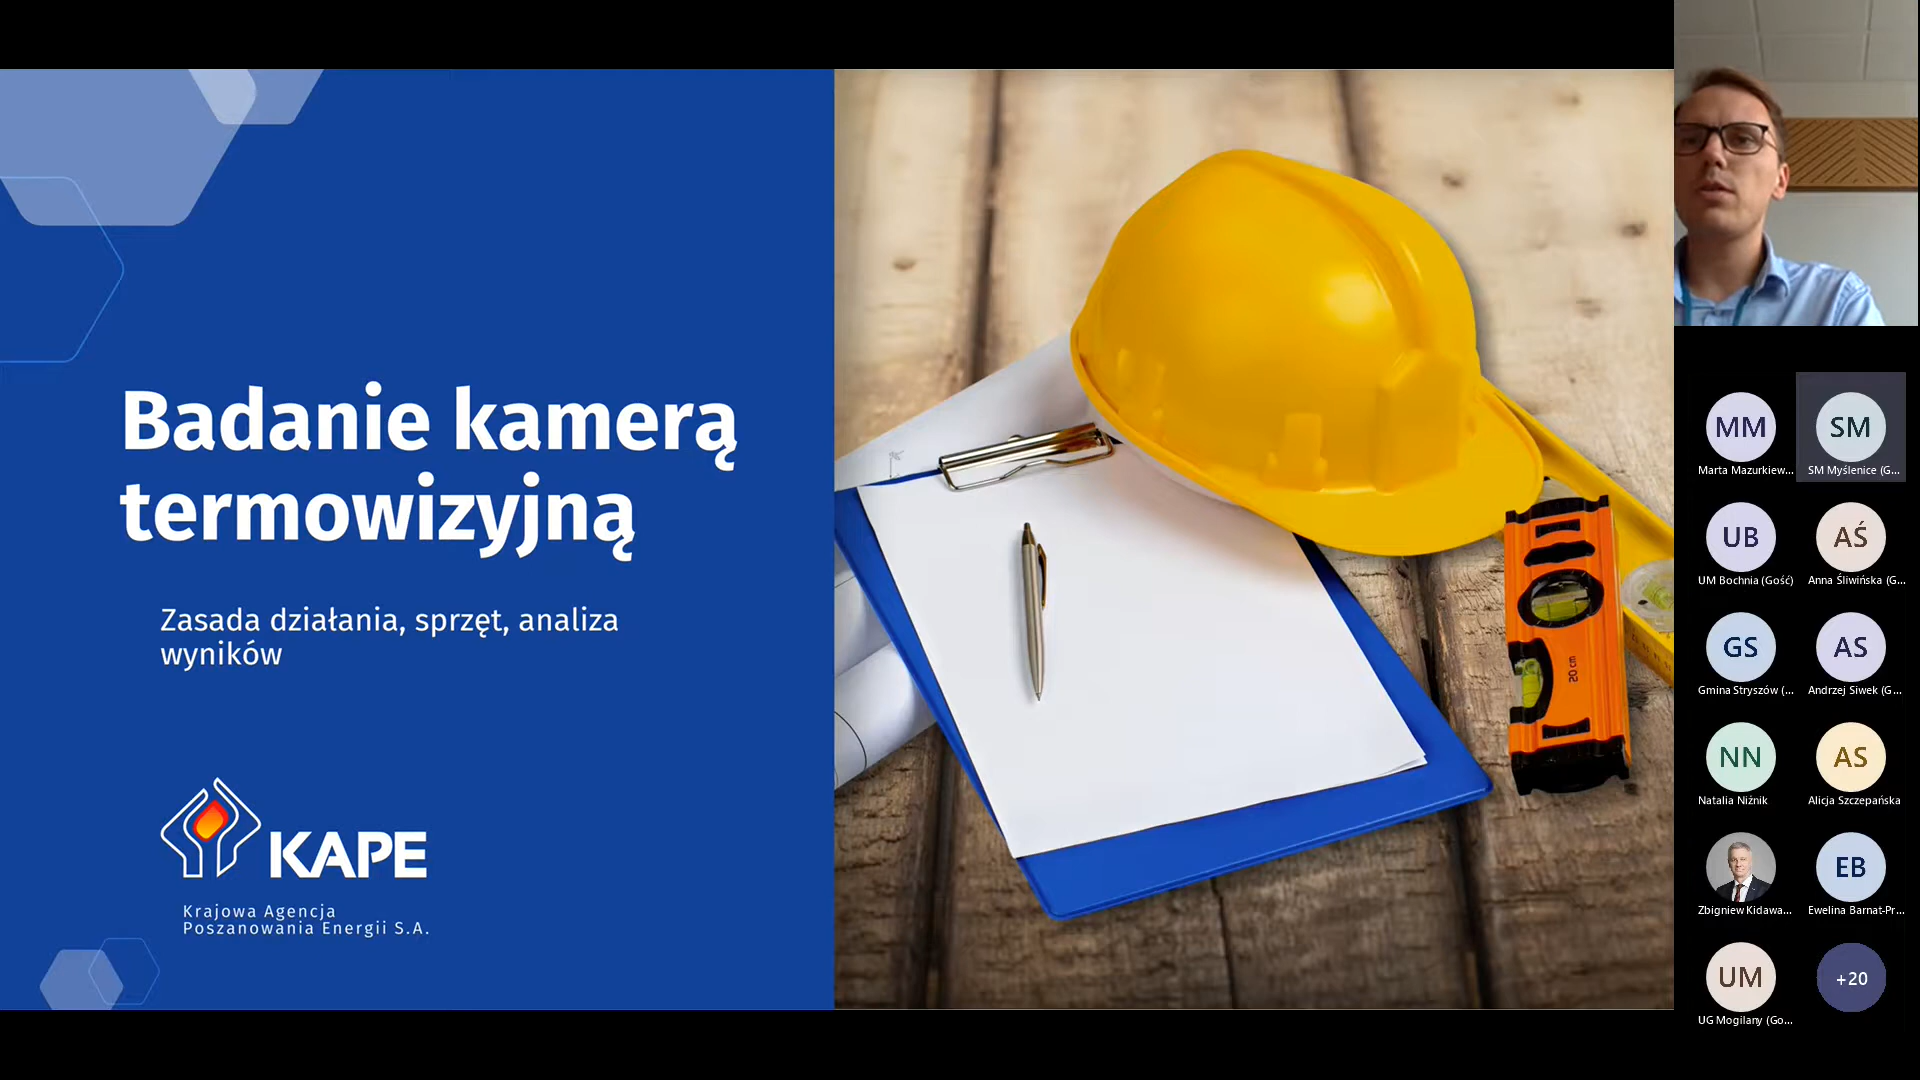 Badanie kamerą
termowizyjną
Zasada działania, sprzęt, analiza
wyników
KAPE
Krajowa Agencja
Poszanowania Energii S.A.
20 cm
MM
Marta Mazurkiew...
SM
SM Myślenice (G...
UB
UM Bochnia (Gość)
AŚ
Anna Śliwińska (G...
GS
Gmina Stryszów (...
AS
Andrzej Siwek (G...
NN
Natalia Niżnik
AS
Alicja Szczepańska
Zbigniew Kidawa...
EB
Ewelina Barnat-Pr...
UM
UG Mogilany (Go...
+20